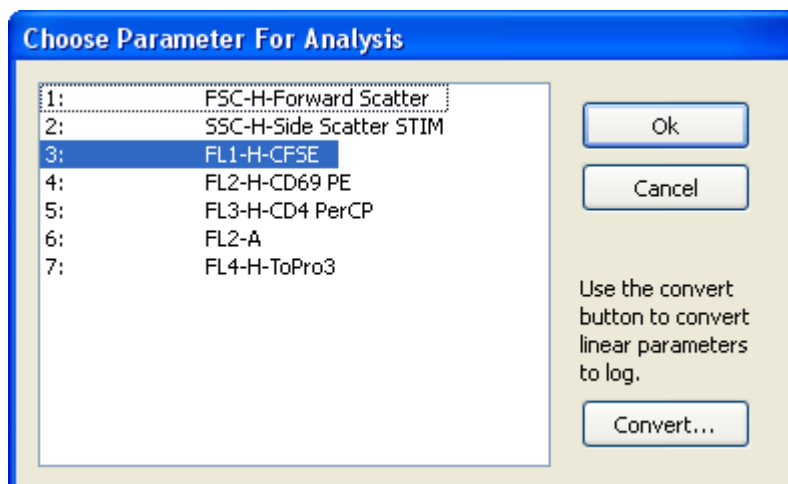 Choose Parameter For Analysis
1: FSC-H-Forward Scatter
2: SSC-H-Side Scatter STIM
3: FL1-H-CFSE
4: FL2-H-CD69 PE
5: FL3-H-CD4 PerCP
6: FL2-A
7: FL4-H-ToPro3
Ok
Cancel
Use the convert
button to convert
linear parameters
to log.
Convert...